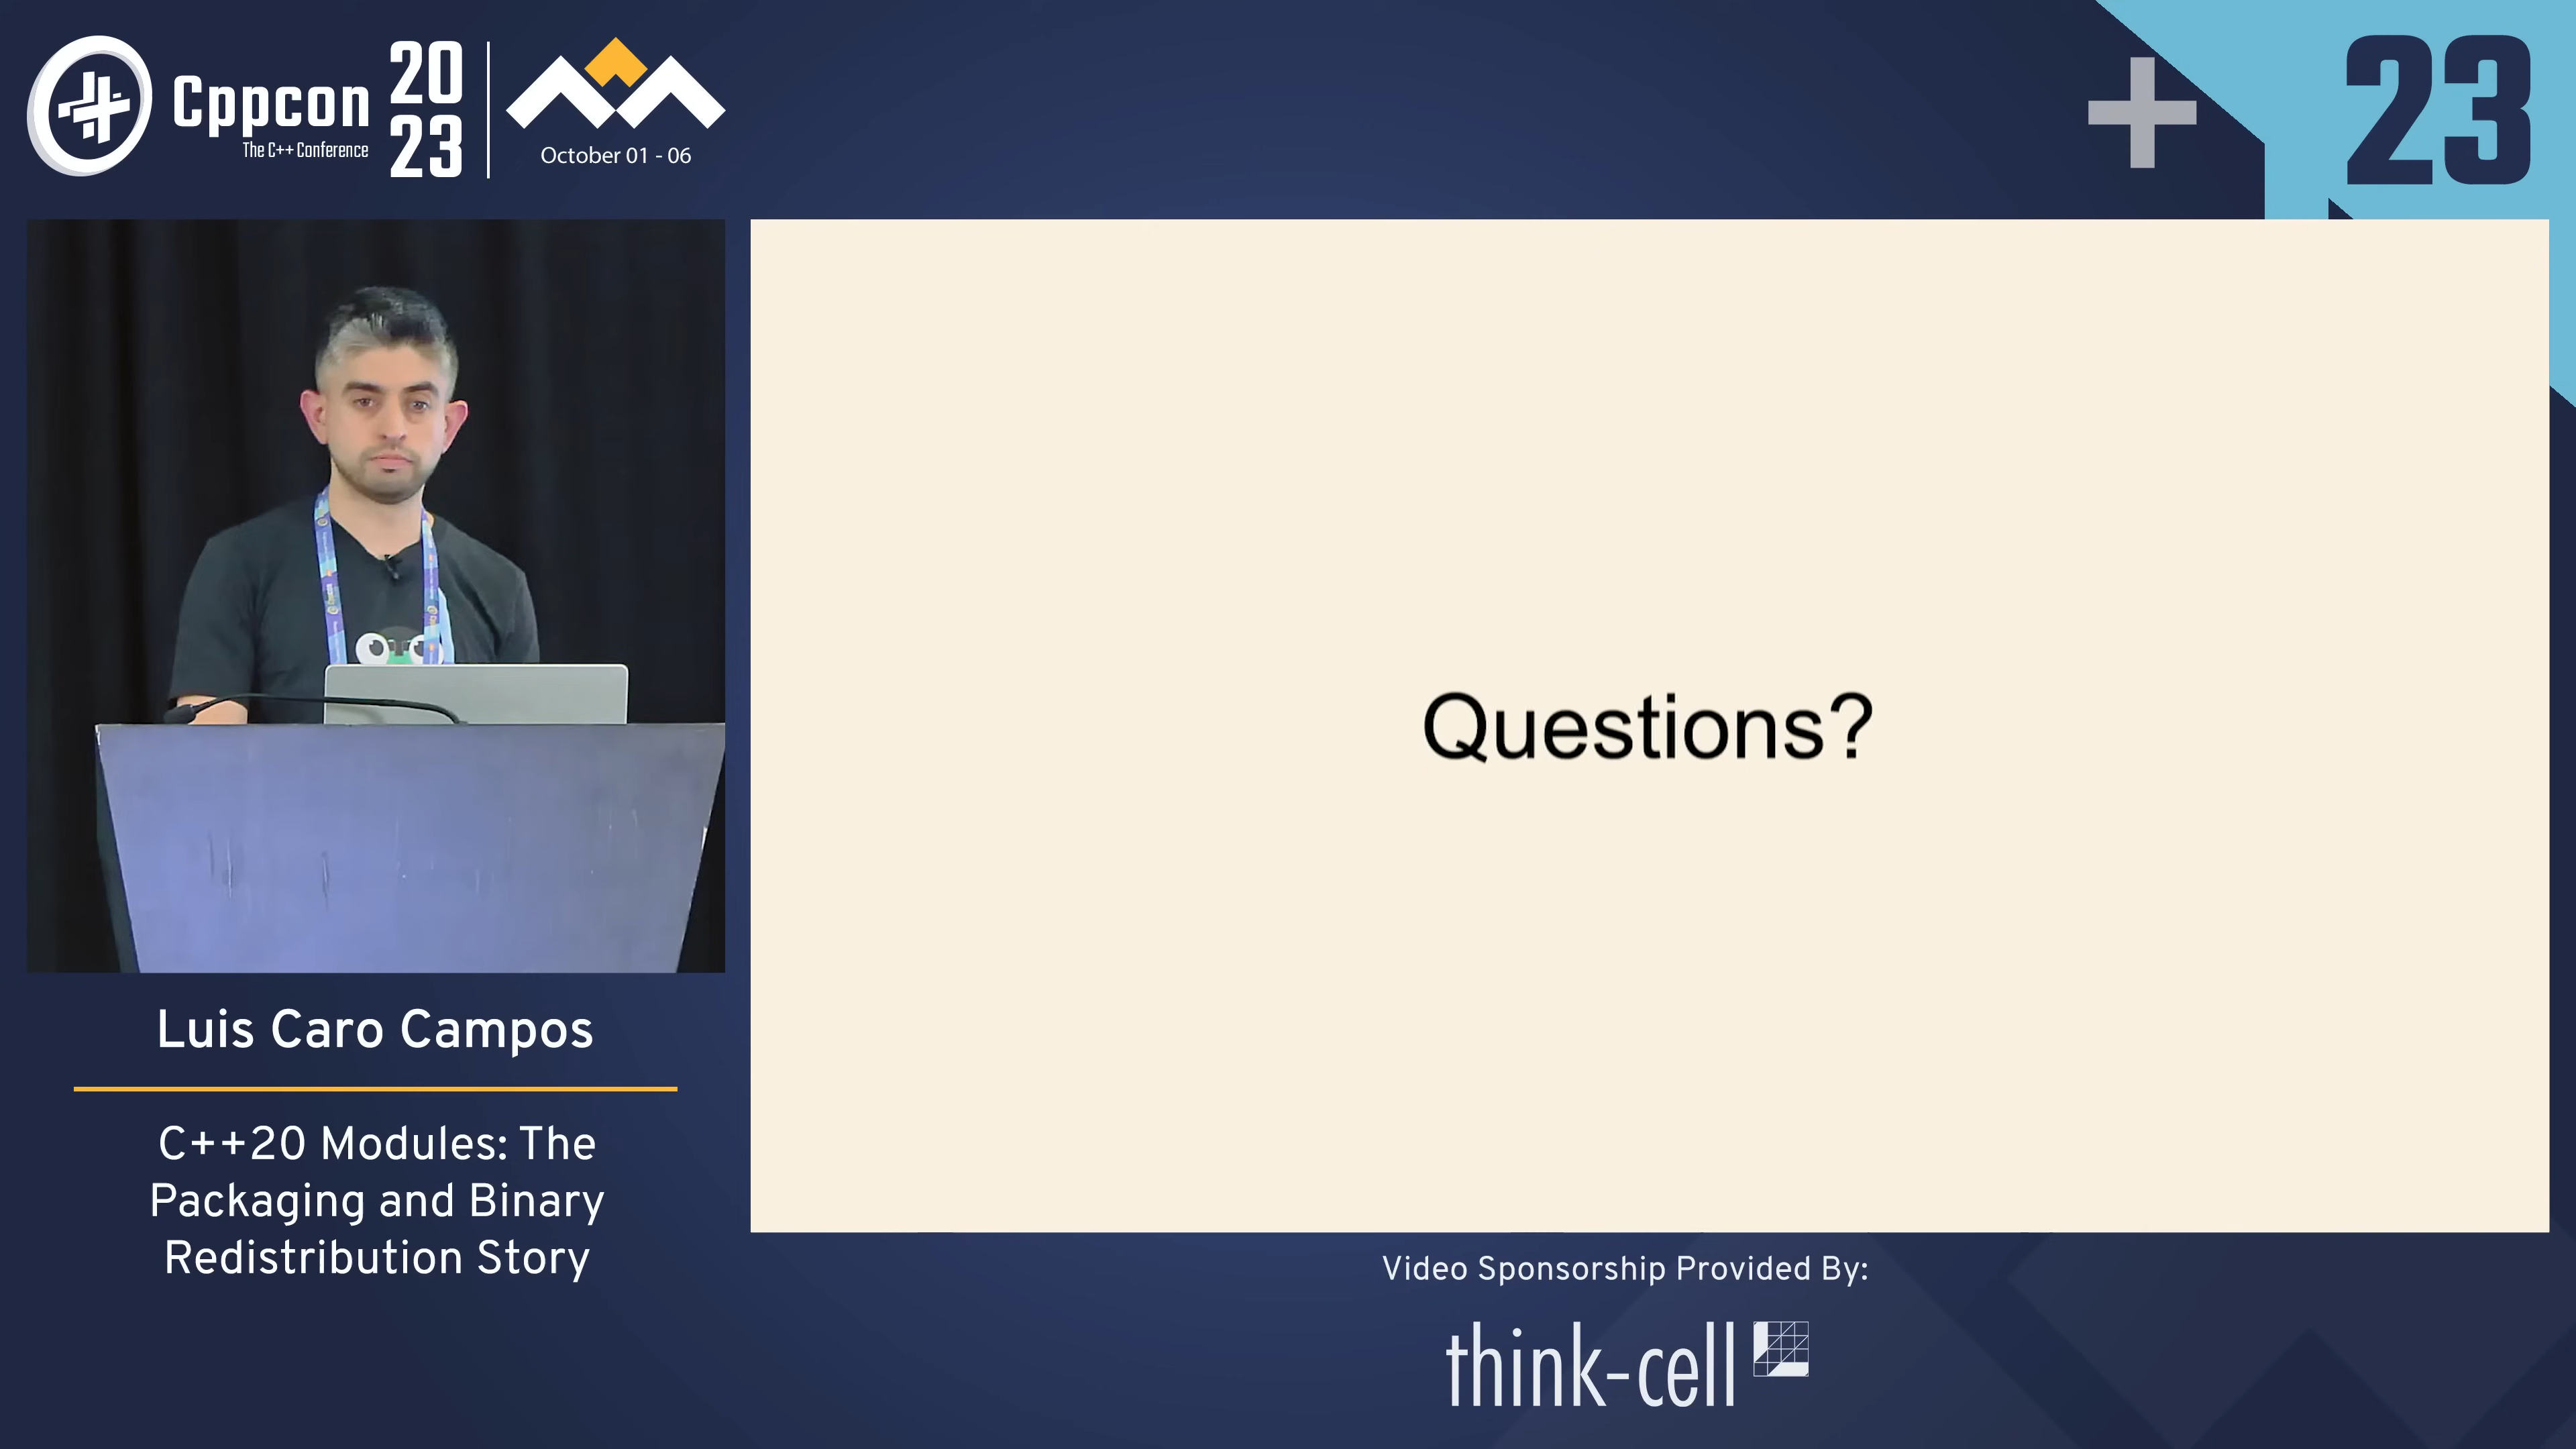 Cppcon
The C++ Conference
20
23
October 01 - 06
23
Questions?
Luis Caro Campos
C++20 Modules: The
Packaging and Binary
Redistribution Story
Video Sponsorship Provided By:
think-cell